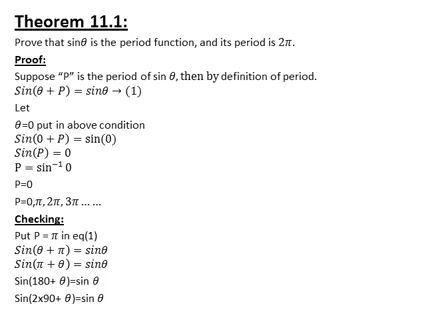 Theorem 11.1:
Prove that sinθ is the period function, and its period is 2π.
Proof:
Suppose "P" is the period of sin θ, then by definition of period.
Sin(θ + P) = sinθ → (1)
Let
θ=0 put in above condition
Sin(0 + P) = sin(0)
Sin(P) = 0
P = sin⁻¹ 0
P=0
P=0,π, 2π, 3π ... ...
Checking:
Put P = π in eq(1)
Sin(θ + π) = sinθ
Sin(π + θ) = sinθ
Sin(180+ θ)=sin θ
Sin(2x90+ θ)=sin θ